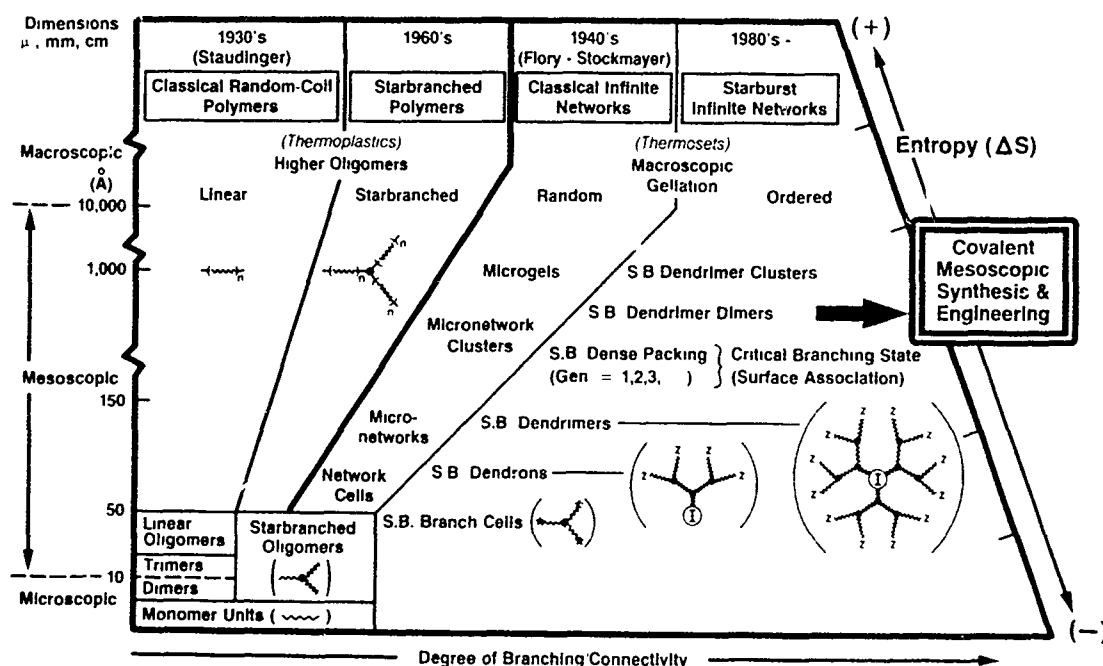 Dimensions
μ, mm, cm
1930's
(Staudinger)
1960's
1940's
(Flory - Stockmayer)
1980's -
(+)
Classical Random-Coil
Polymers
Starbranched
Polymers
Classical Infinite
Networks
Starburst
Infinite Networks
(Thermoplastics)
Higher Oligomers
(Thermosets)
Macroscopic
Gellation
Entropy (ΔS)
Macroscopic
(Å)
10,000
Linear
Starbranched
Random
Ordered
1,000
n
n
n
n
Microgels
S B Dendrimer Clusters
Covalent
Mesoscopic
Synthesis &
Engineering
Micronetwork
Clusters
S B Dendrimer Dimers
S.B Dense Packing
(Gen = 1,2,3, )
Critical Branching State
(Surface Association)
Mesoscopic
150
Micro-
networks
S.B Dendrimers
Z Z Z Z Z Z Z Z Z Z Z Z
I
Network
Cells
S B Dendrons
Z Z Z Z
I
50
S.B. Branch Cells
Linear
Oligomers
Starbranched
Oligomers
Trimers
10
Dimers
Microscopic
Monomer Units ( )
(—)
Degree of Branching/Connectivity